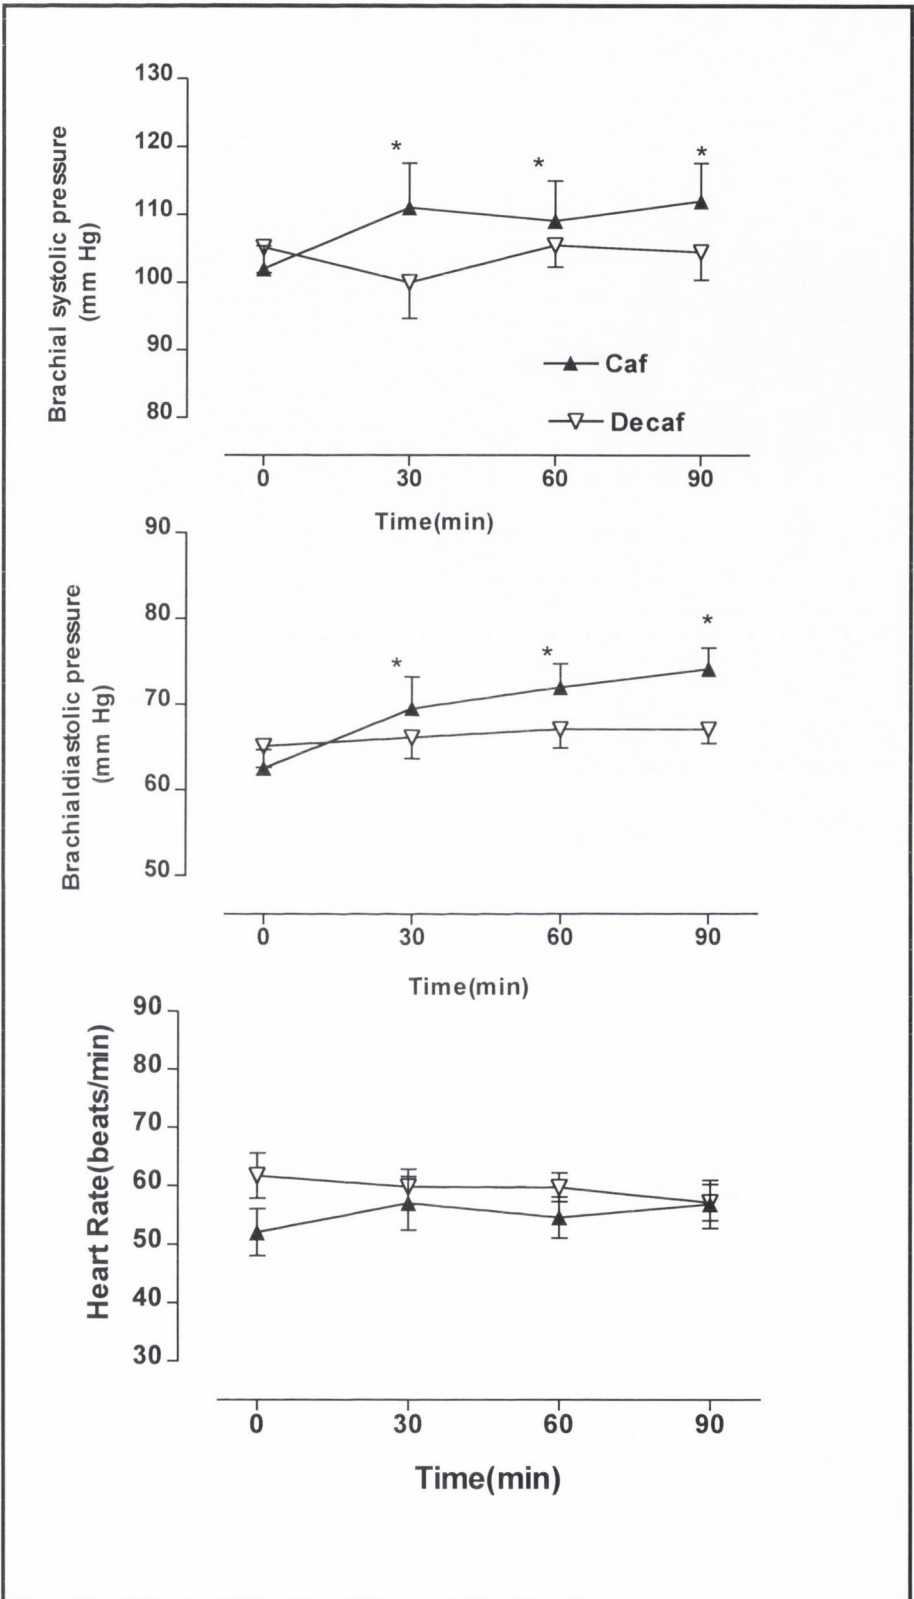 130
120
110
100
90
80
Brachial systolic pressure
(mm Hg)
*
*
*
Caf
Decaf
0 30 60 90
Time(min)
90
80
70
60
50
Brachialdiastolic pressure
(mm Hg)
*
*
*
0 30 60 90
Time(min)
90
80
70
60
50
40
30
Heart Rate(beats/min)
0 30 60 90
Time(min)